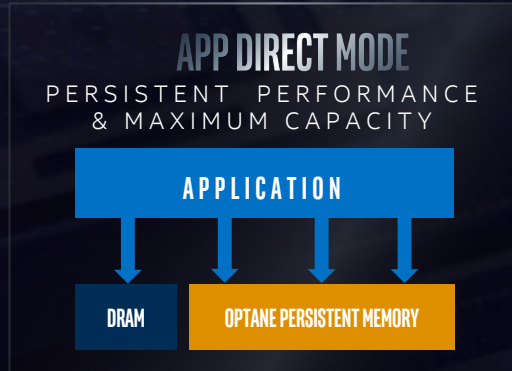 APP DIRECT MODE
PERSISTENT PERFORMANCE
& MAXIMUM CAPACITY
APPLICATION
DRAM
OPTANE PERSISTENT MEMORY